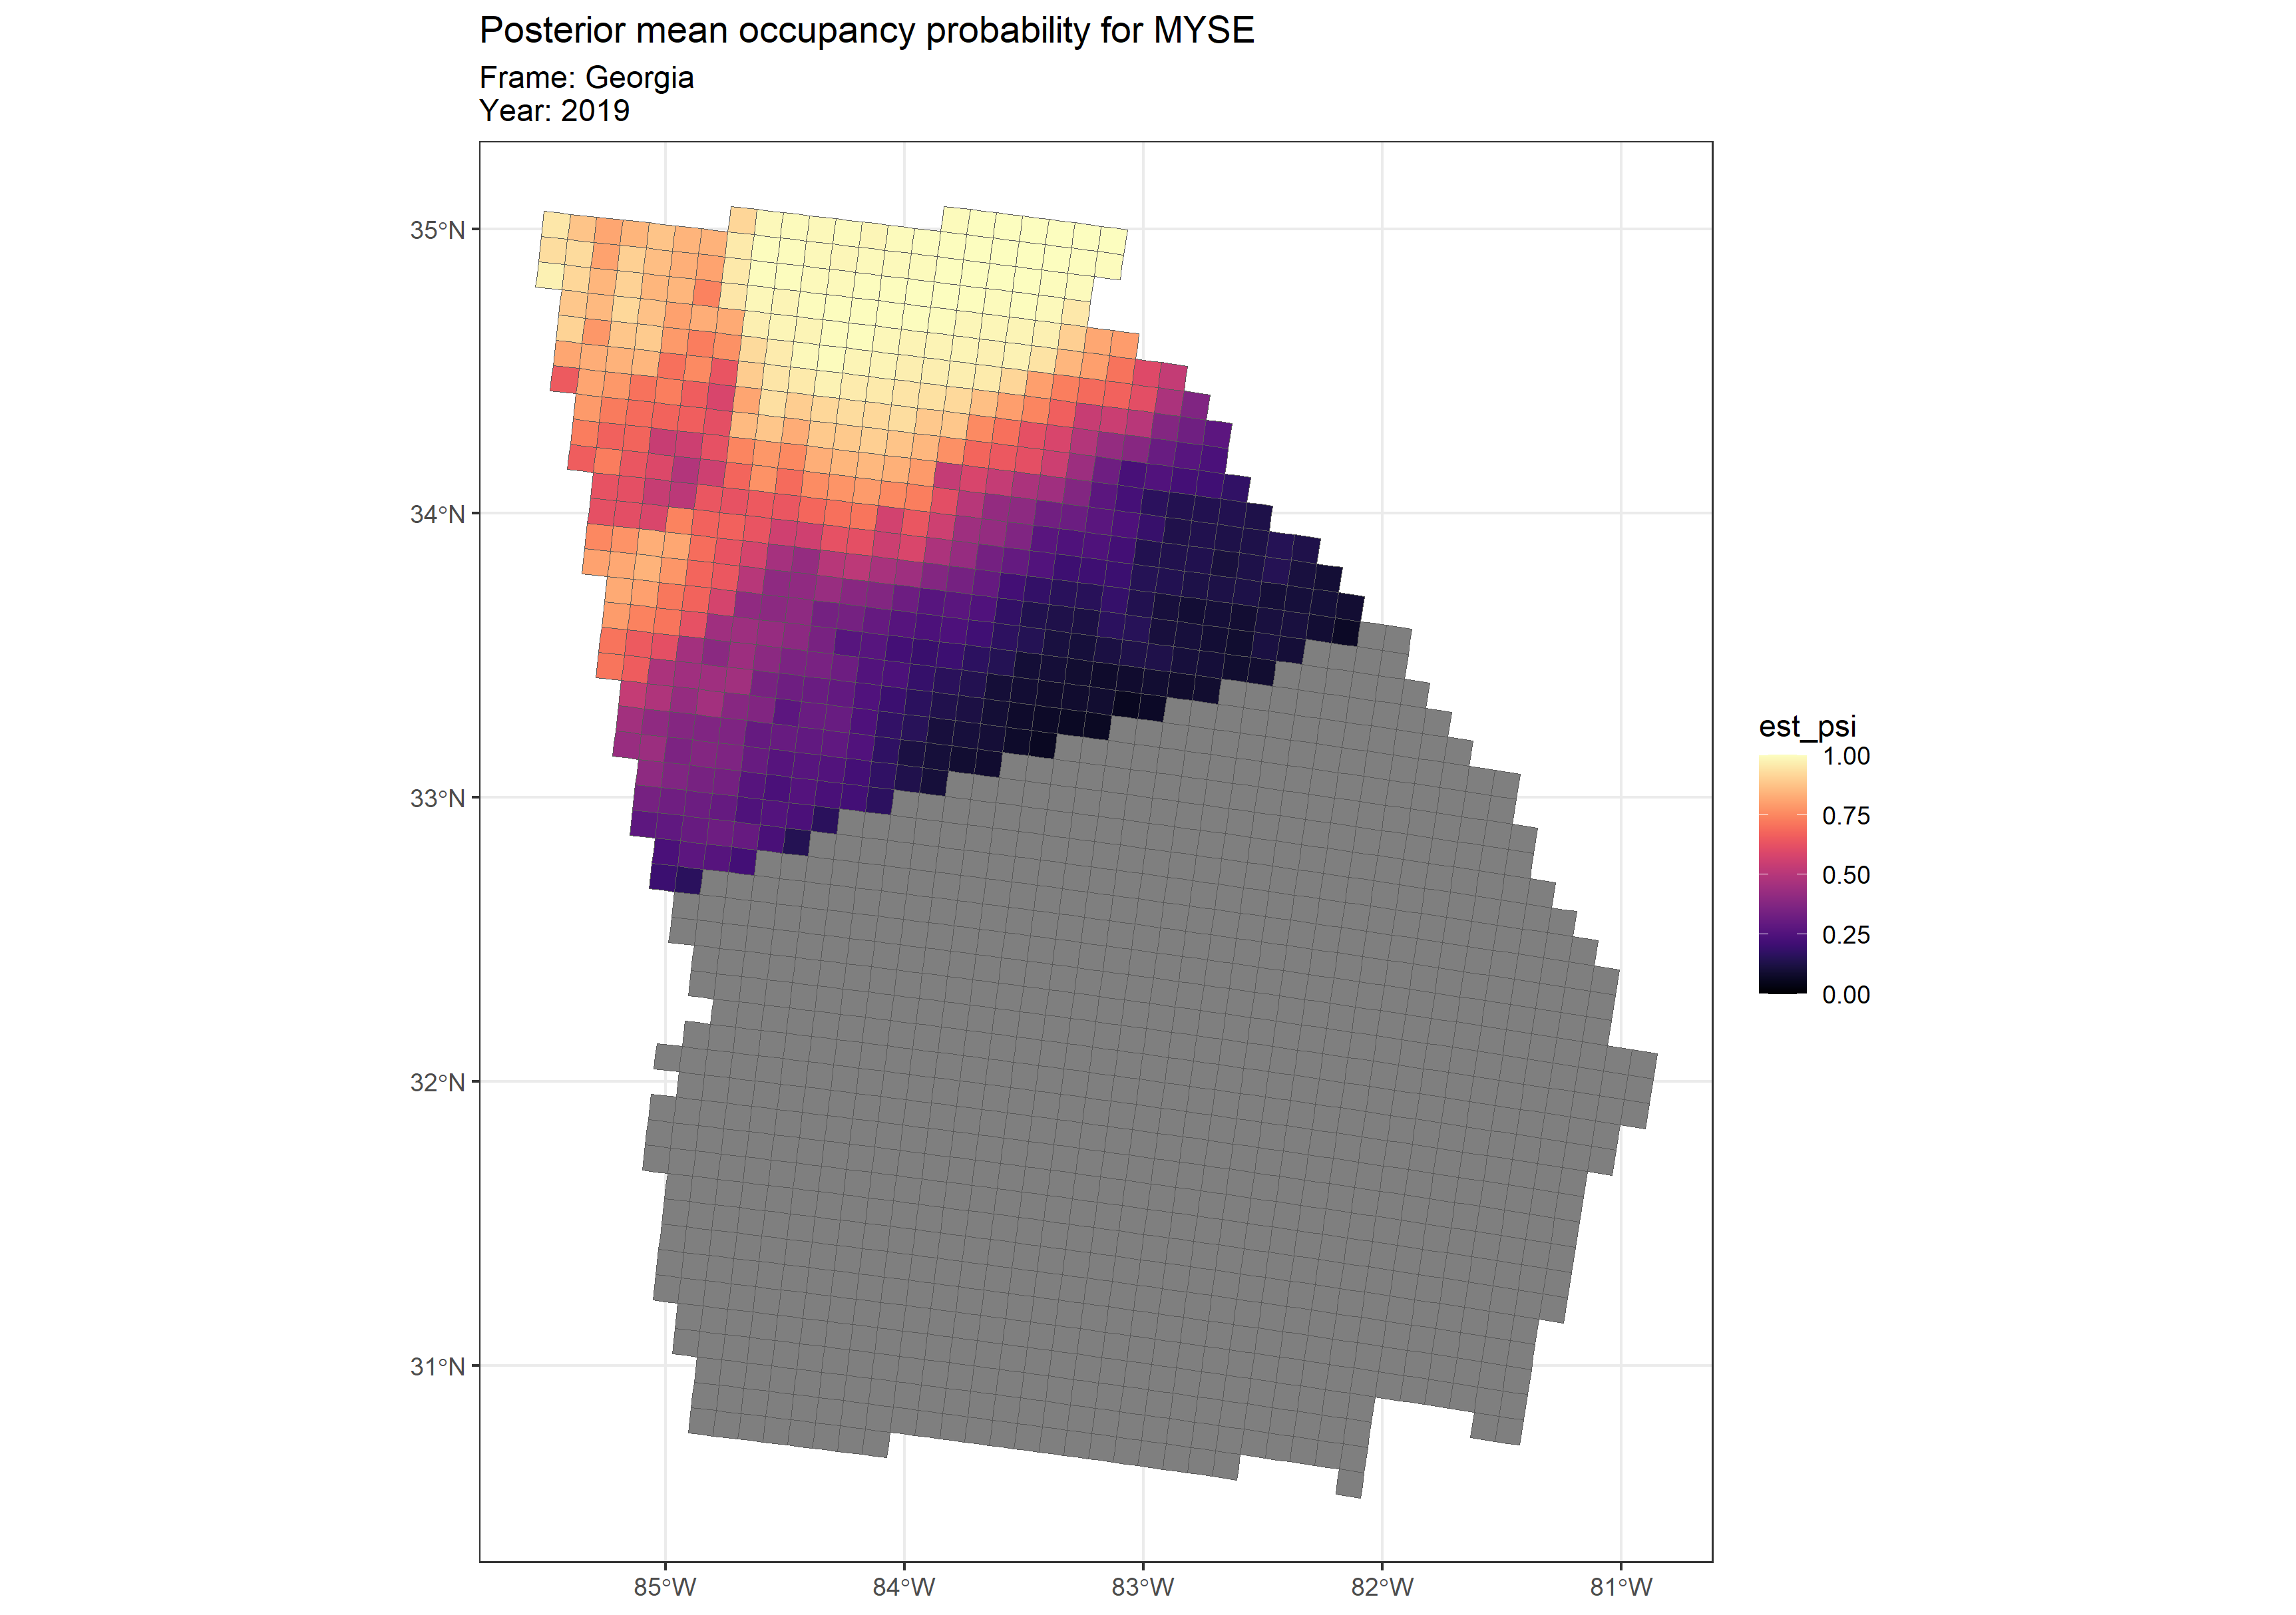 Posterior mean occupancy probability for MYSE
Frame: Georgia
Year: 2019
35°N
34°N
33°N
32°N
31°N
85°W
84°W
83°W
82°W
81°W
est_psi
1.00
0.75
0.50
0.25
0.00